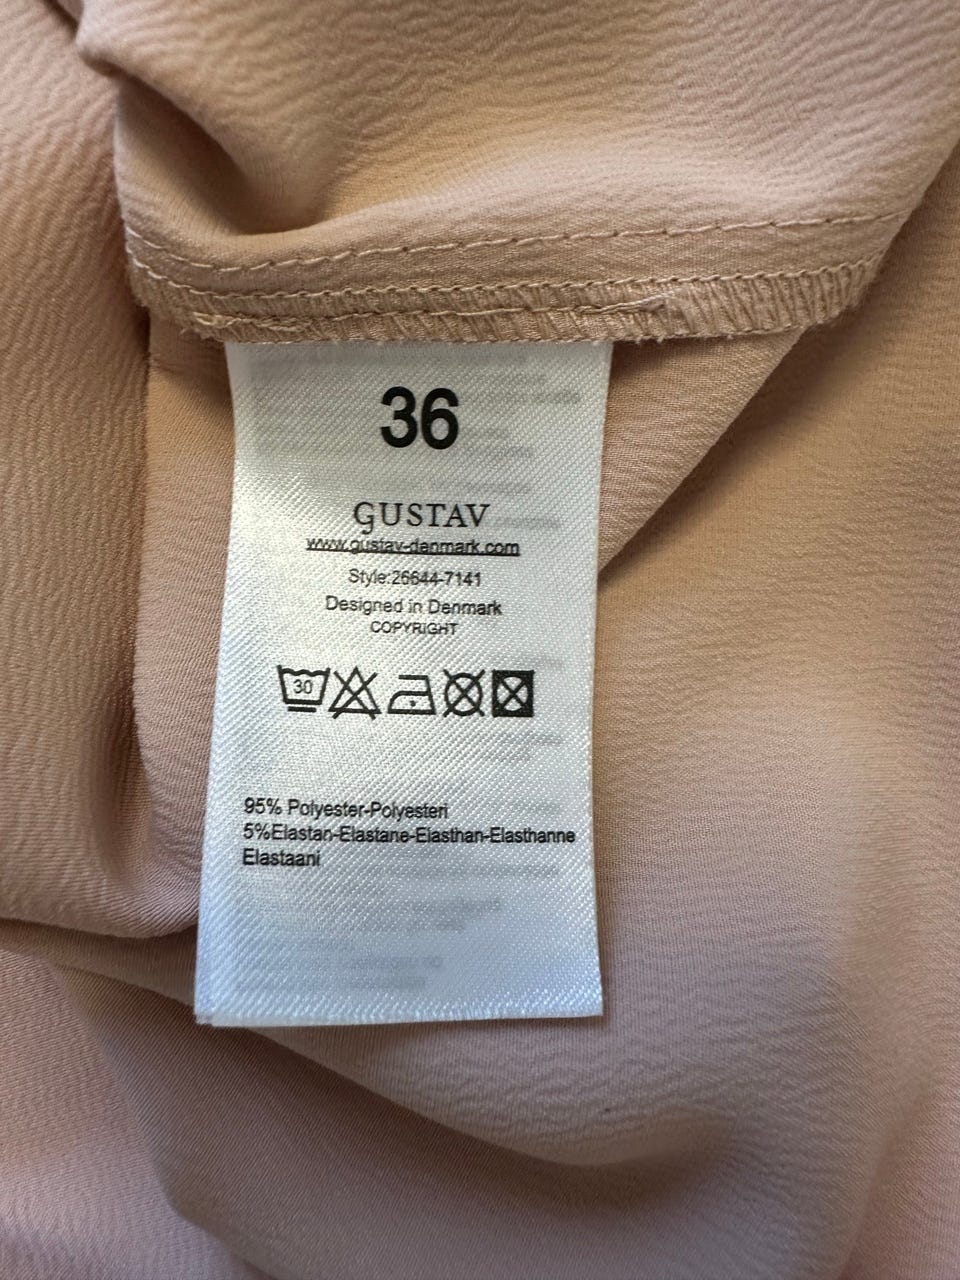 36
GUSTAV
www.gustav-denmark.com
Style:26644-7141
Designed in Denmark
COPYRIGHT
30
95% Polyester-Polyesteri
5%Elastan-Elastane-Elasthan-Elasthanne
Elastaani